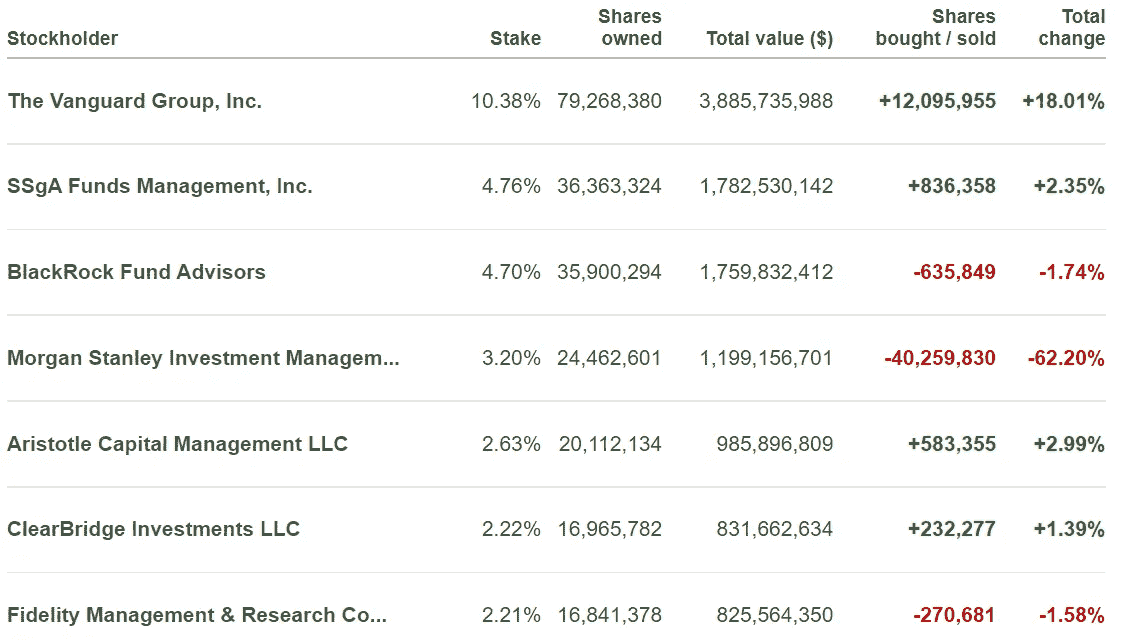 Stockholder Stake Shares owned Total value ($) Shares bought / sold Total change
The Vanguard Group, Inc. 10.38% 79,268,380 3,885,735,988 +12,095,955 +18.01%
SSgA Funds Management, Inc. 4.76% 36,363,324 1,782,530,142 +836,358 +2.35%
BlackRock Fund Advisors 4.70% 35,900,294 1,759,832,412 -635,849 -1.74%
Morgan Stanley Investment Managem... 3.20% 24,462,601 1,199,156,701 -40,259,830 -62.20%
Aristotle Capital Management LLC 2.63% 20,112,134 985,896,809 +583,355 +2.99%
ClearBridge Investments LLC 2.22% 16,965,782 831,662,634 +232,277 +1.39%
Fidelity Management & Research Co... 2.21% 16,841,378 825,564,350 -270,681 -1.58%